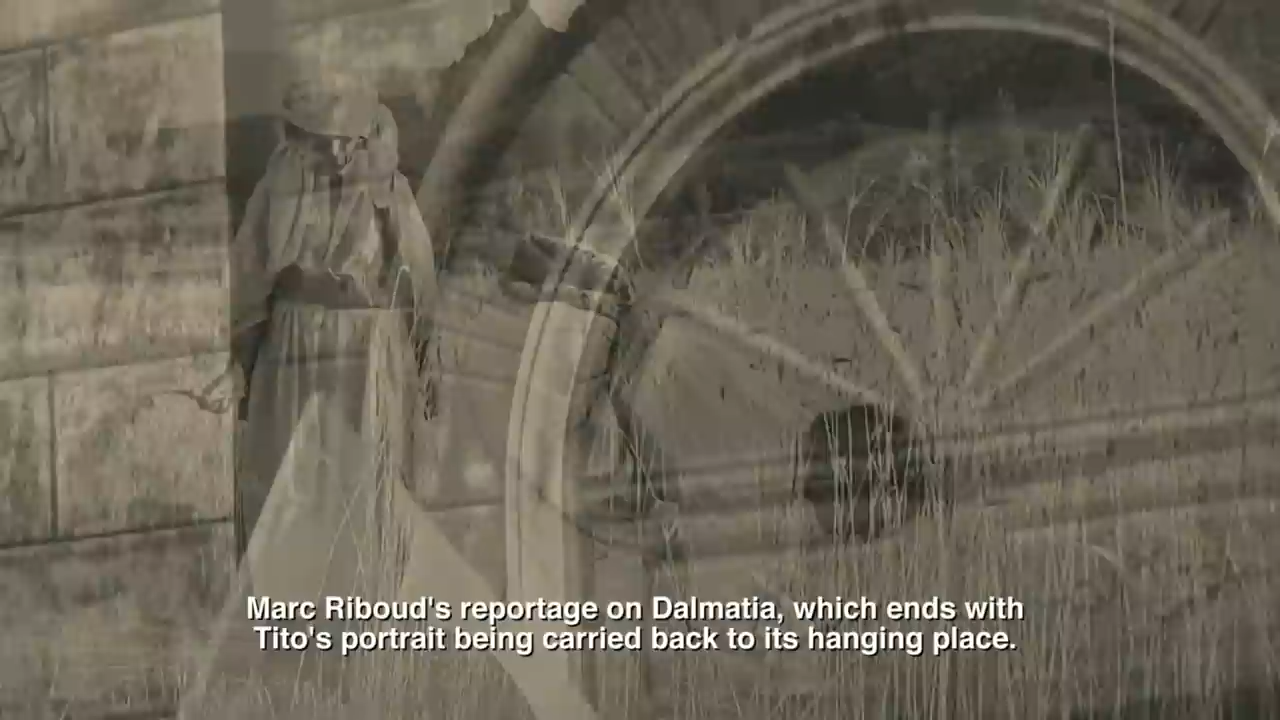 Marc Riboud's reportage on Dalmatia, which ends with
Tito's portrait being carried back to its hanging place.